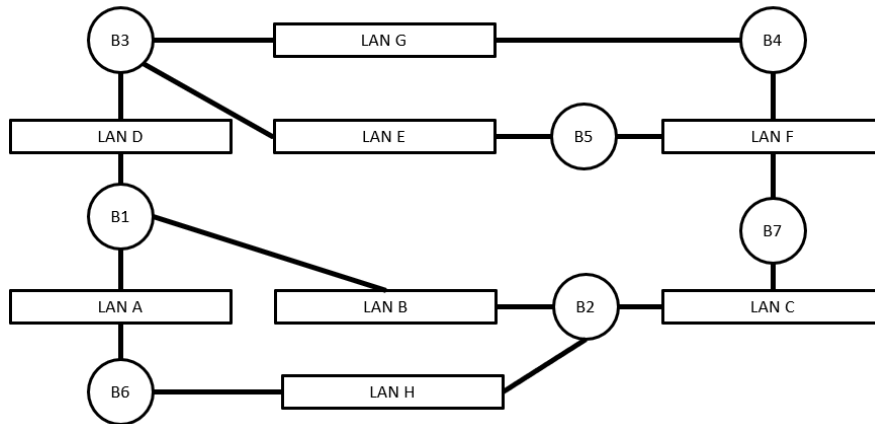 B3
LAN G
B4
LAN D
LAN E
B5
LAN F
B1
B7
LAN A
LAN B
B2
LAN C
B6
LAN H